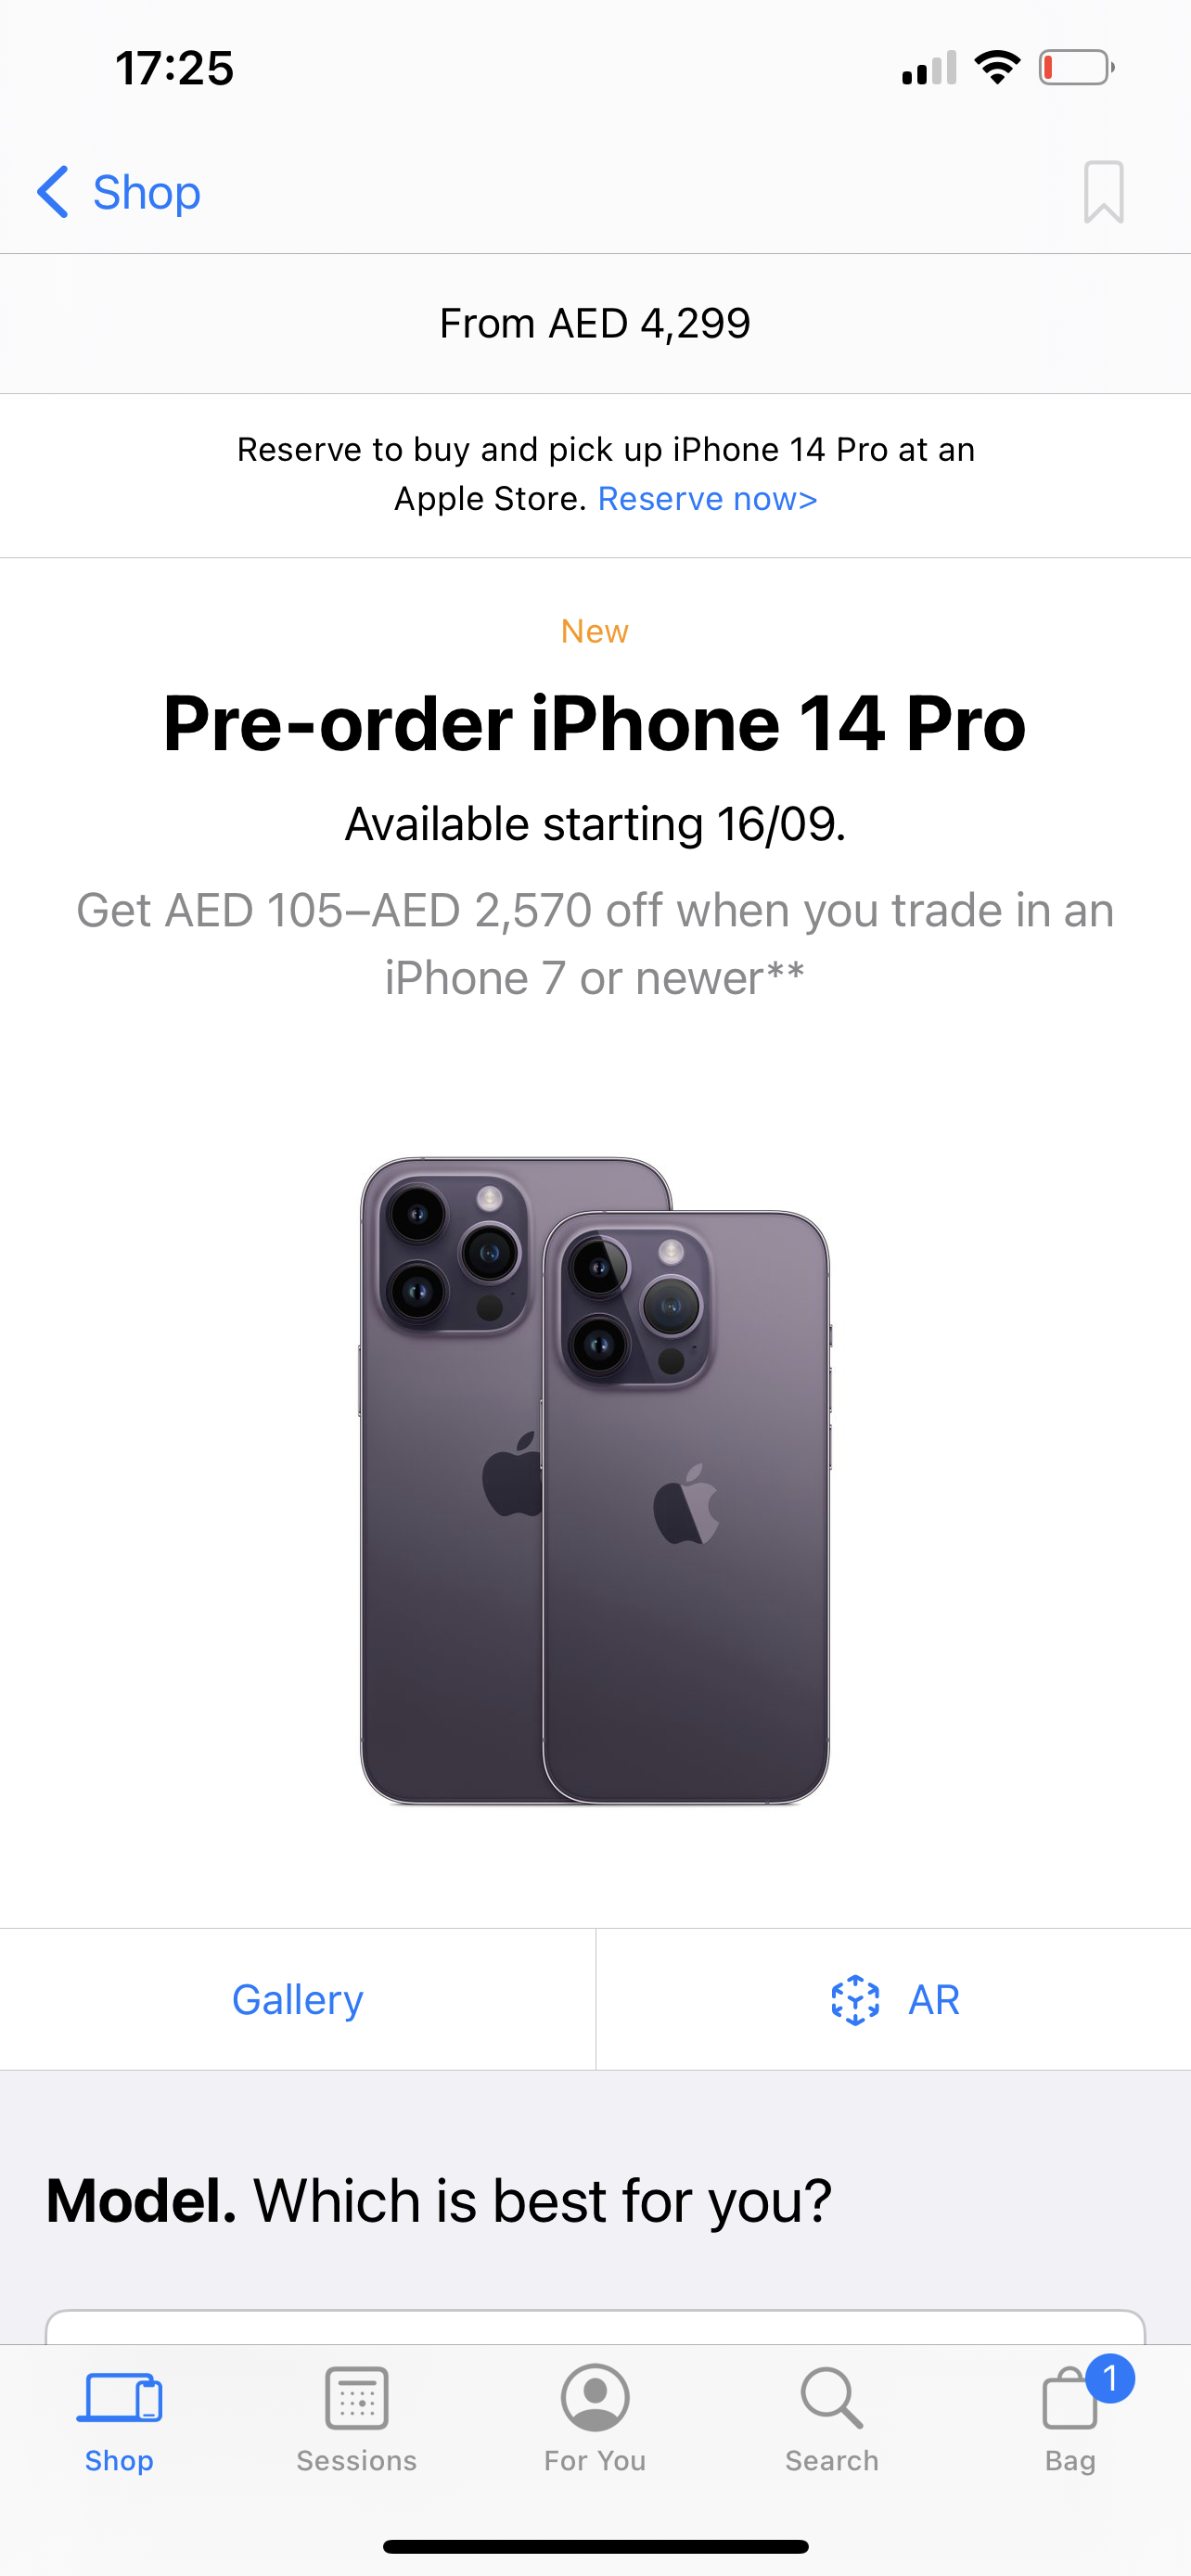 17:25
Shop
From AED 4,299
Reserve to buy and pick up iPhone 14 Pro at an
Apple Store. Reserve now>
New
Pre-order iPhone 14 Pro
Available starting 16/09.
Get AED 105–AED 2,570 off when you trade in an
iPhone 7 or newer**
Gallery
AR
Model. Which is best for you?
1
Shop
Sessions
For You
Search
Bag